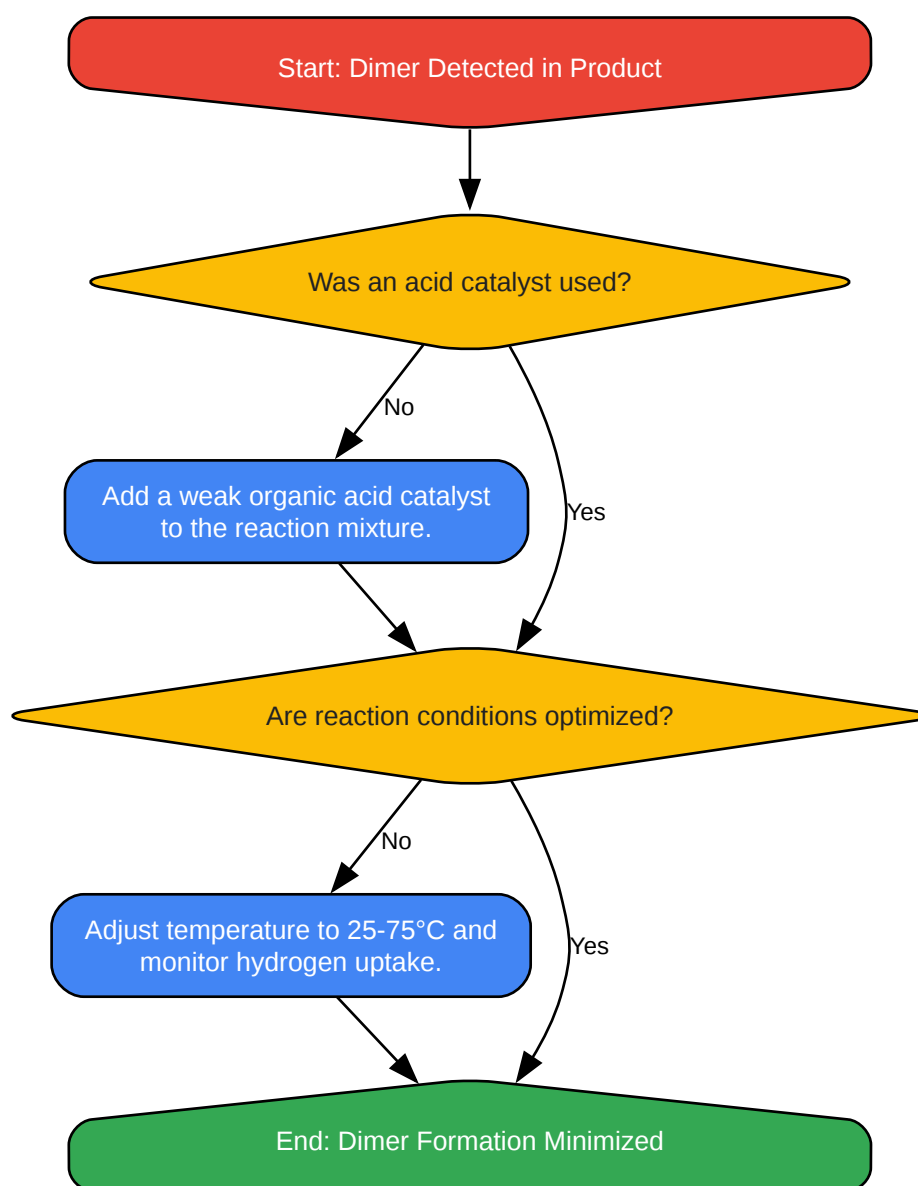 Start: Dimer Detected in Product
Was an acid catalyst used?
No
Add a weak organic acid catalyst
to the reaction mixture.
Yes
Are reaction conditions optimized?
No
Adjust temperature to 25-75°C and
monitor hydrogen uptake.
Yes
End: Dimer Formation Minimized